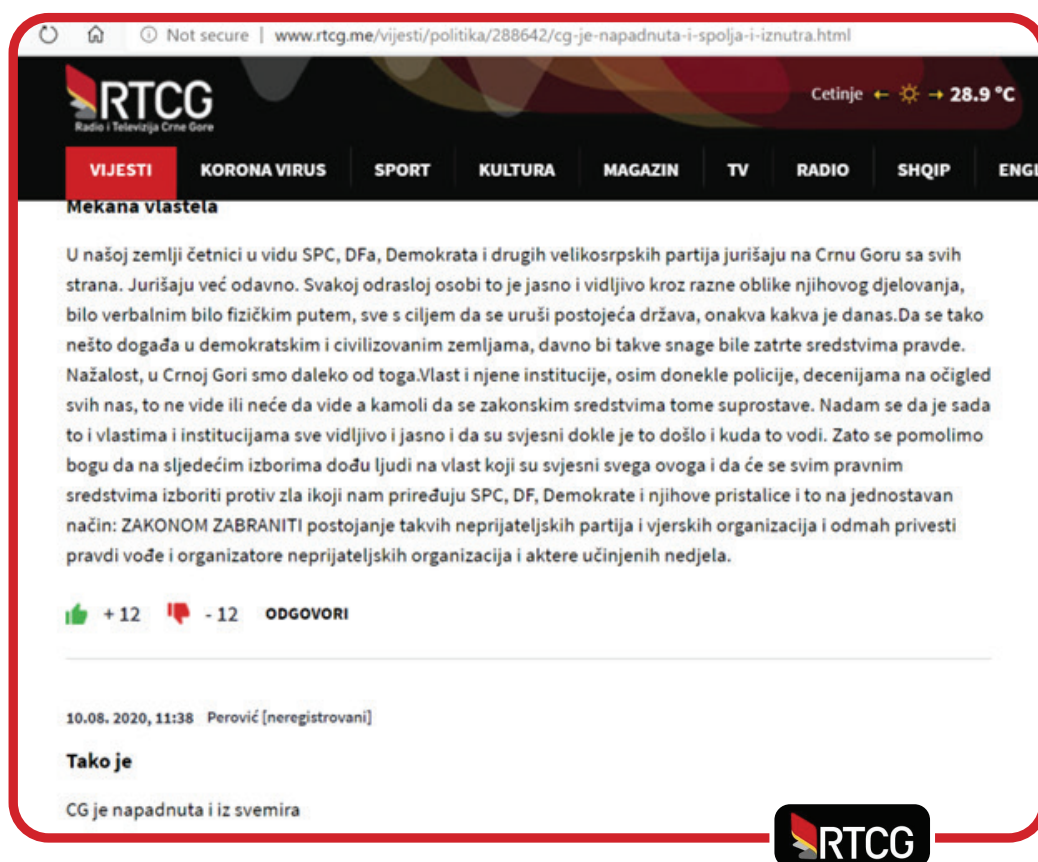 Not secure | www.rtcg.me/vijesti/politika/288642/cg-je-napadnuta-i-spolja-i-iznutra.html
RTCG
Radio i Televizija Crne Gore
Cetinje ← → 28.9 °C
VIJESTI KORONA VIRUS SPORT KULTURA MAGAZIN TV RADIO SHQIP ENGL
Mekana vlastela
U našoj zemlji četnici u vidu SPC, DFa, Demokrata i drugih velikosrpskih partija jurišaju na Crnu Goru sa svih
strana. Jurišaju već odavno. Svakoj odrasloj osobi to je jasno i vidljivo kroz razne oblike njihovog djelovanja,
bilo verbalnim bilo fizičkim putem, sve s ciljem da se uruši postojeća država, onakva kakva je danas.Da se tako
nešto događa u demokratskim i civilizovanim zemljama, davno bi takve snage bile zatrte sredstvima pravde.
Nažalost, u Crnoj Gori smo daleko od toga.Vlast i njene institucije, osim donekle policije, decenijama na očigled
svih nas, to ne vide ili neće da vide a kamoli da se zakonskim sredstvima tome suprostave. Nadam se da je sada
to i vlastima i institucijama sve vidljivo i jasno i da su svjesni dokle je to došlo i kuda to vodi. Zato se pomolimo
bogu da na sljedećim izborima dođu ljudi na vlast koji su svjesni svega ovoga i da će se svim pravnim
sredstvima izboriti protiv zla ikoji nam priređuju SPC, DF, Demokrate i njihove pristalice i to na jednostavan
način: ZAKONOM ZABRANITI postojanje takvih neprijateljskih partija i vjerskih organizacija i odmah privesti
pravdi vođe i organizatore neprijateljskih organizacija i aktere učinjenih nedjela.
+ 12 - 12 ODGOVORI
10.08. 2020, 11:38 Perović [neregistrovani]
Tako je
CG je napadnuta i iz svemira
RTCG